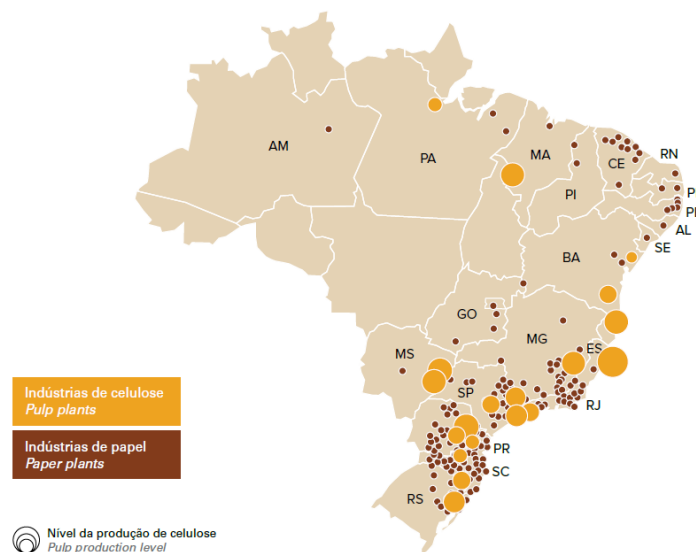 RN
CE
MA
AM
PA
P
PI
AL
SE
BA
GO
MG
MS
ES
SP
RJ
PR
SC
RS
Indústrias de celulose
Pulp plants
Indústrias de papel
Paper plants
Nível da produção de celulose
Pulp production level